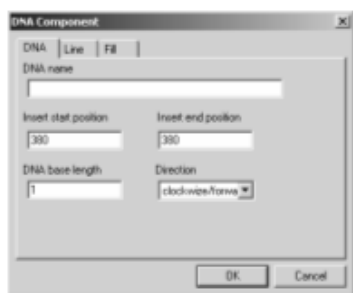 DNA Component
DNA Line Fill
DNA name
Insert start position Insert end position
380 380
DNA base length Direction
1 clockwize/forwa
OK Cancel